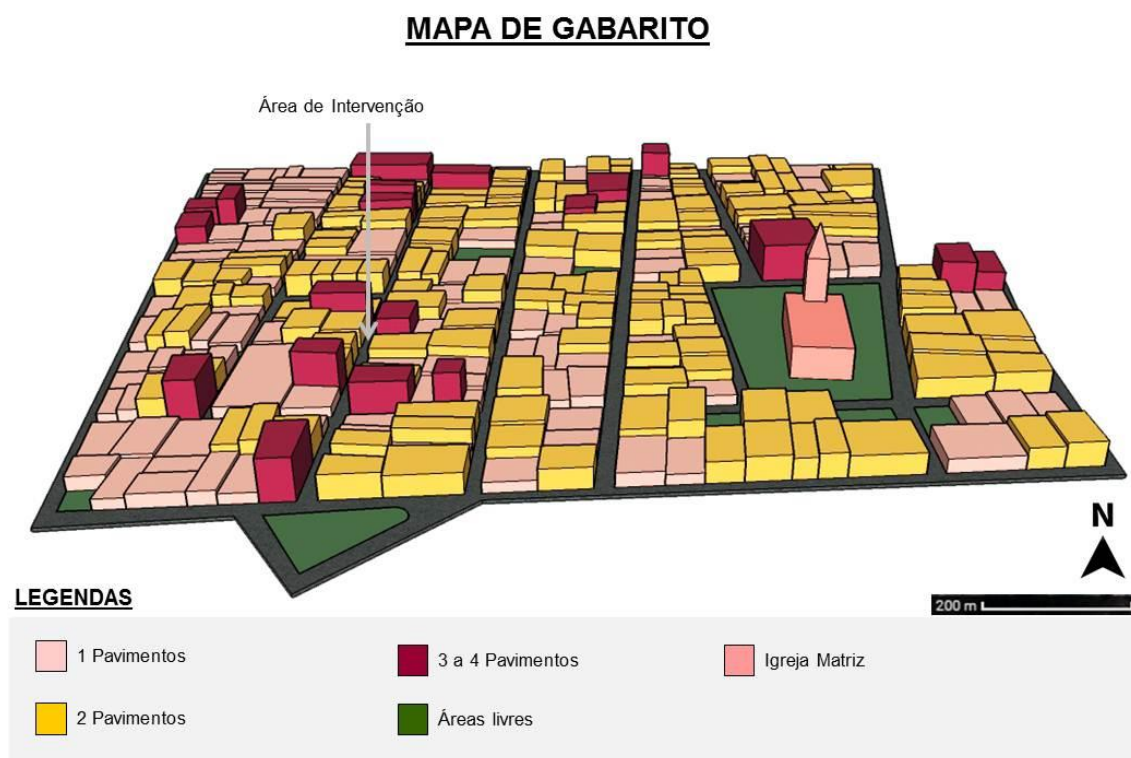 MAPA DE GABARITO
Área de Intervenção
N
200 m
LEGENDAS
1 Pavimentos
3 a 4 Pavimentos
Igreja Matriz
2 Pavimentos
Áreas livres